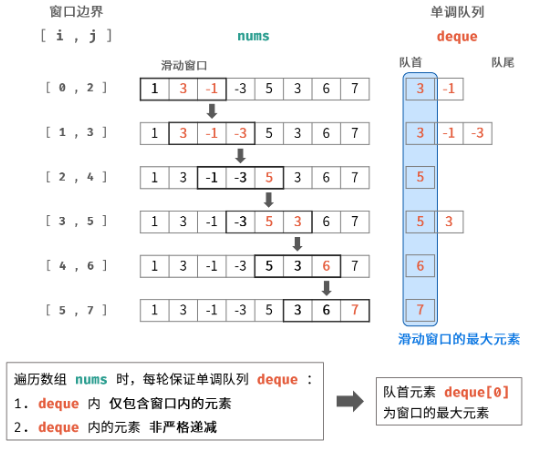 窗口边界 单调队列
[ i , j ] nums deque
滑动窗口 队首 队尾
[ 0 , 2 ] 1 3 -1 -3 5 3 6 7 3 -1
[ 1 , 3 ] 1 3 -1 -3 5 3 6 7 3 -1 -3
[ 2 , 4 ] 1 3 -1 -3 5 3 6 7 5
[ 3 , 5 ] 1 3 -1 -3 5 3 6 7 5 3
[ 4 , 6 ] 1 3 -1 -3 5 3 6 7 6
[ 5 , 7 ] 1 3 -1 -3 5 3 6 7 7
滑动窗口的最大元素
遍历数组 nums 时，每轮保证单调队列 deque ：
1. deque 内 仅包含窗口内的元素
2. deque 内的元素 非严格递减
队首元素 deque[0]
为窗口的最大元素